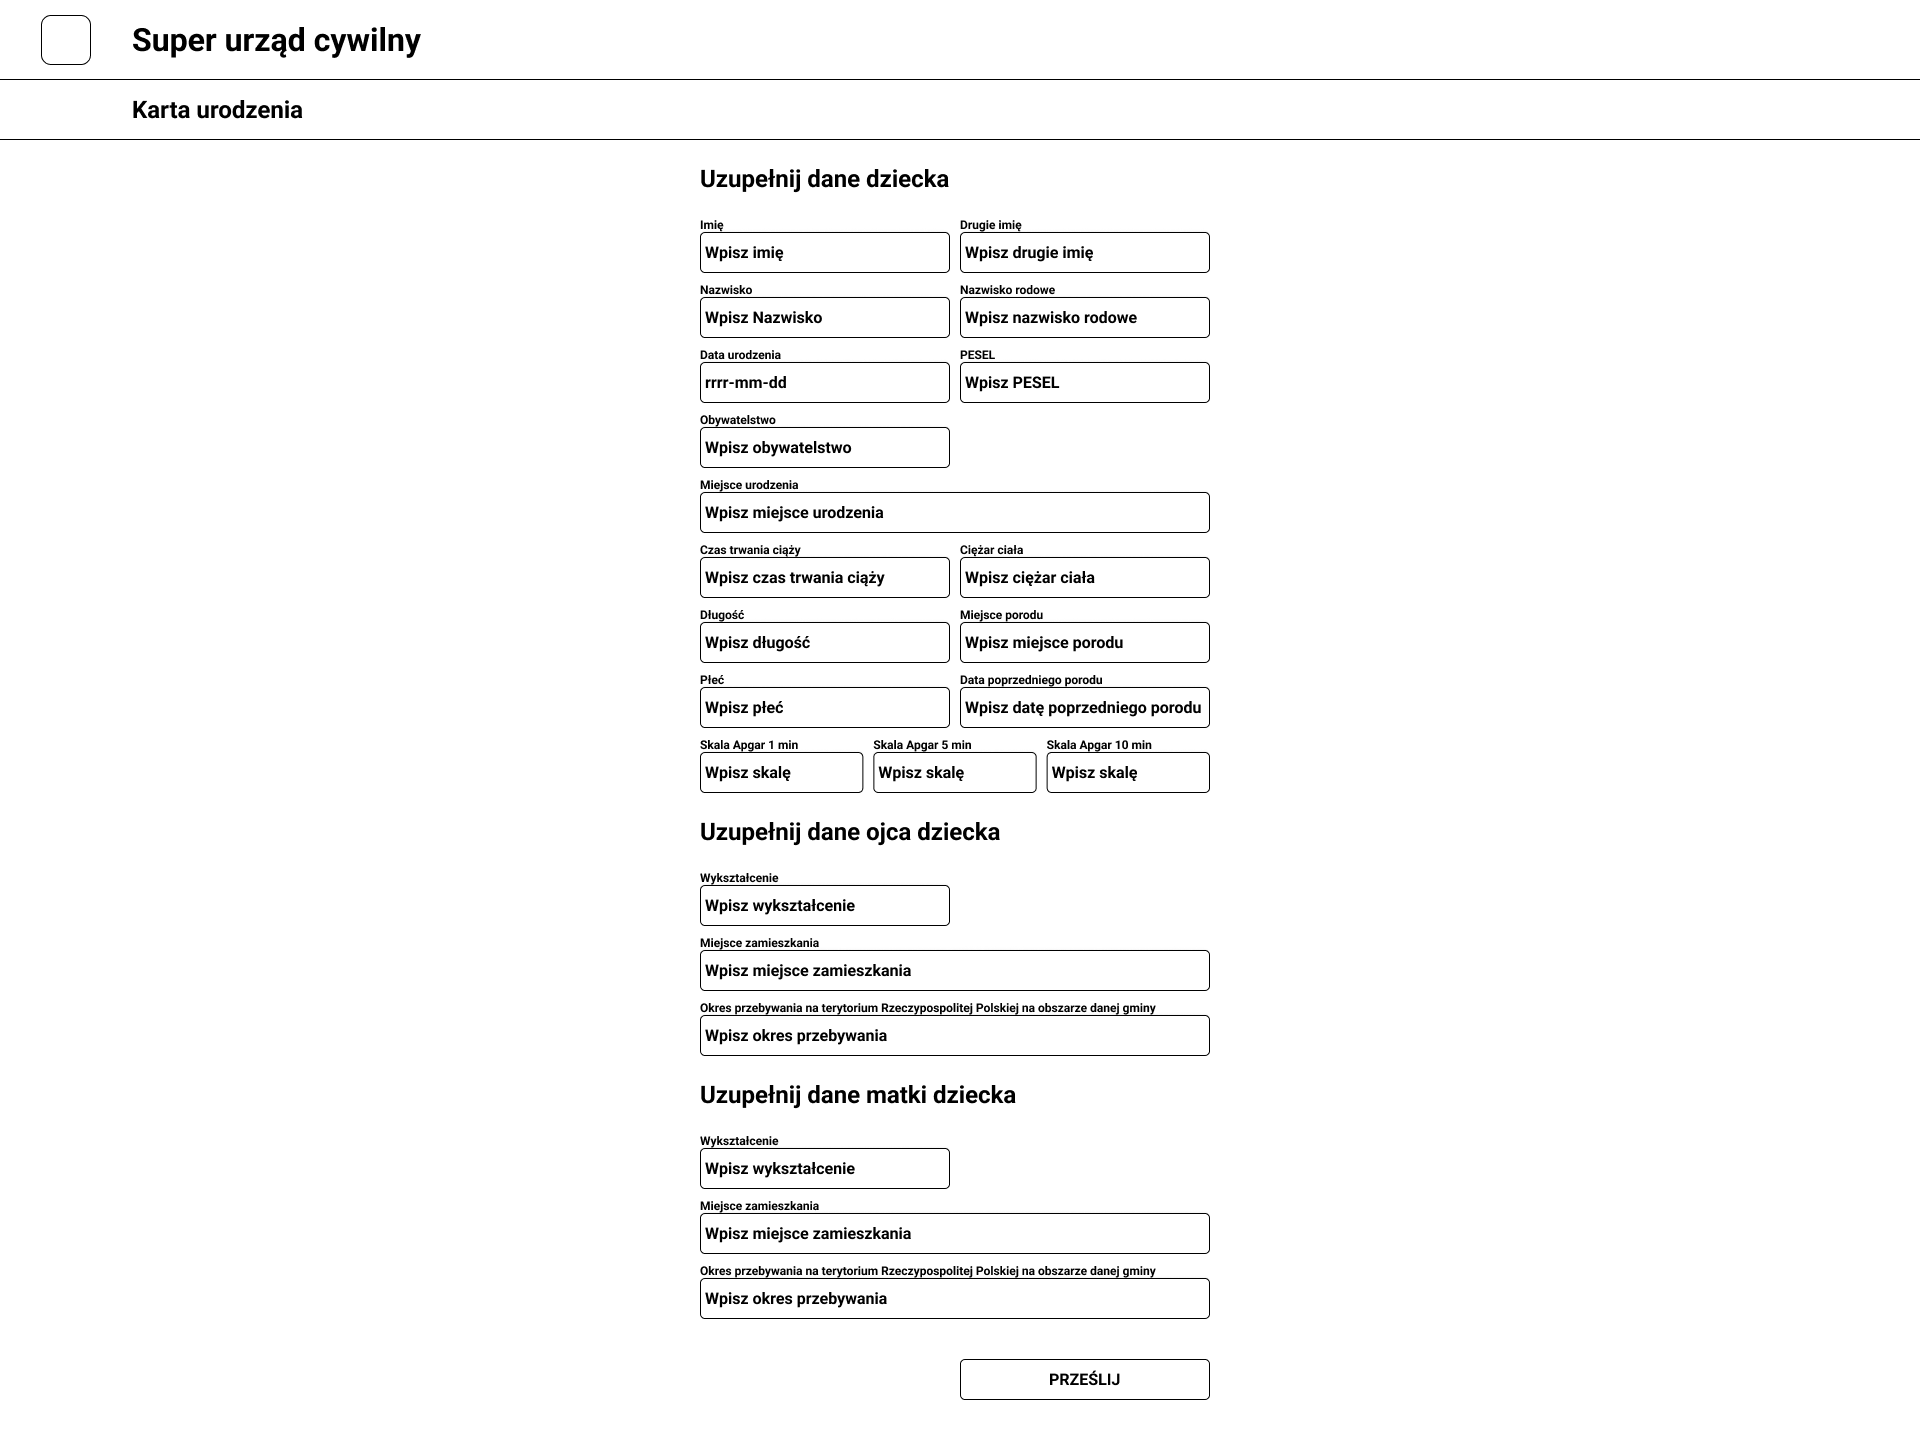 Super urząd cywilny
Karta urodzenia
Uzupełnij dane dziecka
Imię
Drugie imię
Wpisz imię
Wpisz drugie imię
Nazwisko
Nazwisko rodowe
Wpisz Nazwisko
Wpisz nazwisko rodowe
Data urodzenia
PESEL
rrrr-mm-dd
Wpisz PESEL
Obywatelstwo
Wpisz obywatelstwo
Miejsce urodzenia
Wpisz miejsce urodzenia
Czas trwania ciąży
Ciężar ciała
Wpisz czas trwania ciąży
Wpisz ciężar ciała
Długość
Miejsce porodu
Wpisz długość
Wpisz miejsce porodu
Płeć
Data poprzedniego porodu
Wpisz płeć
Wpisz datę poprzedniego porodu
Skala Apgar 1 min
Skala Apgar 5 min
Skala Apgar 10 min
Wpisz skalę
Wpisz skalę
Wpisz skalę
Uzupełnij dane ojca dziecka
Wykształcenie
Wpisz wykształcenie
Miejsce zamieszkania
Wpisz miejsce zamieszkania
Okres przebywania na terytorium Rzeczypospolitej Polskiej na obszarze danej gminy
Wpisz okres przebywania
Uzupełnij dane matki dziecka
Wykształcenie
Wpisz wykształcenie
Miejsce zamieszkania
Wpisz miejsce zamieszkania
Okres przebywania na terytorium Rzeczypospolitej Polskiej na obszarze danej gminy
Wpisz okres przebywania
PRZEŚLIJ